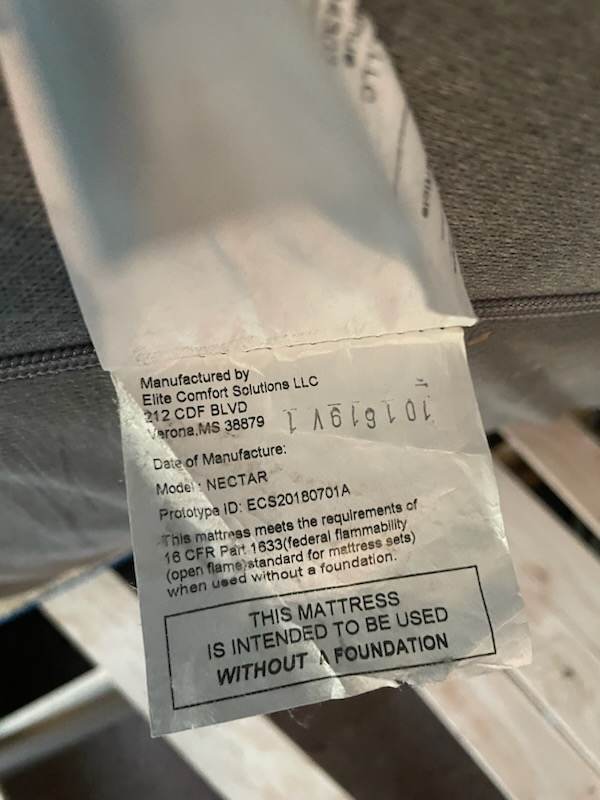 Manufactured by
Elite Comfort Solutions LLC
212 CDF BLVD
Verona,MS 38879
101619V1
Date of Manufacture:
Model: NECTAR
Prototype ID: ECS20180701A
This mattress meets the requirements of
16 CFR Part 1633(federal flammability
(open flame)standard for mattress sets)
when used without a foundation.
THIS MATTRESS
IS INTENDED TO BE USED
WITHOUT A FOUNDATION